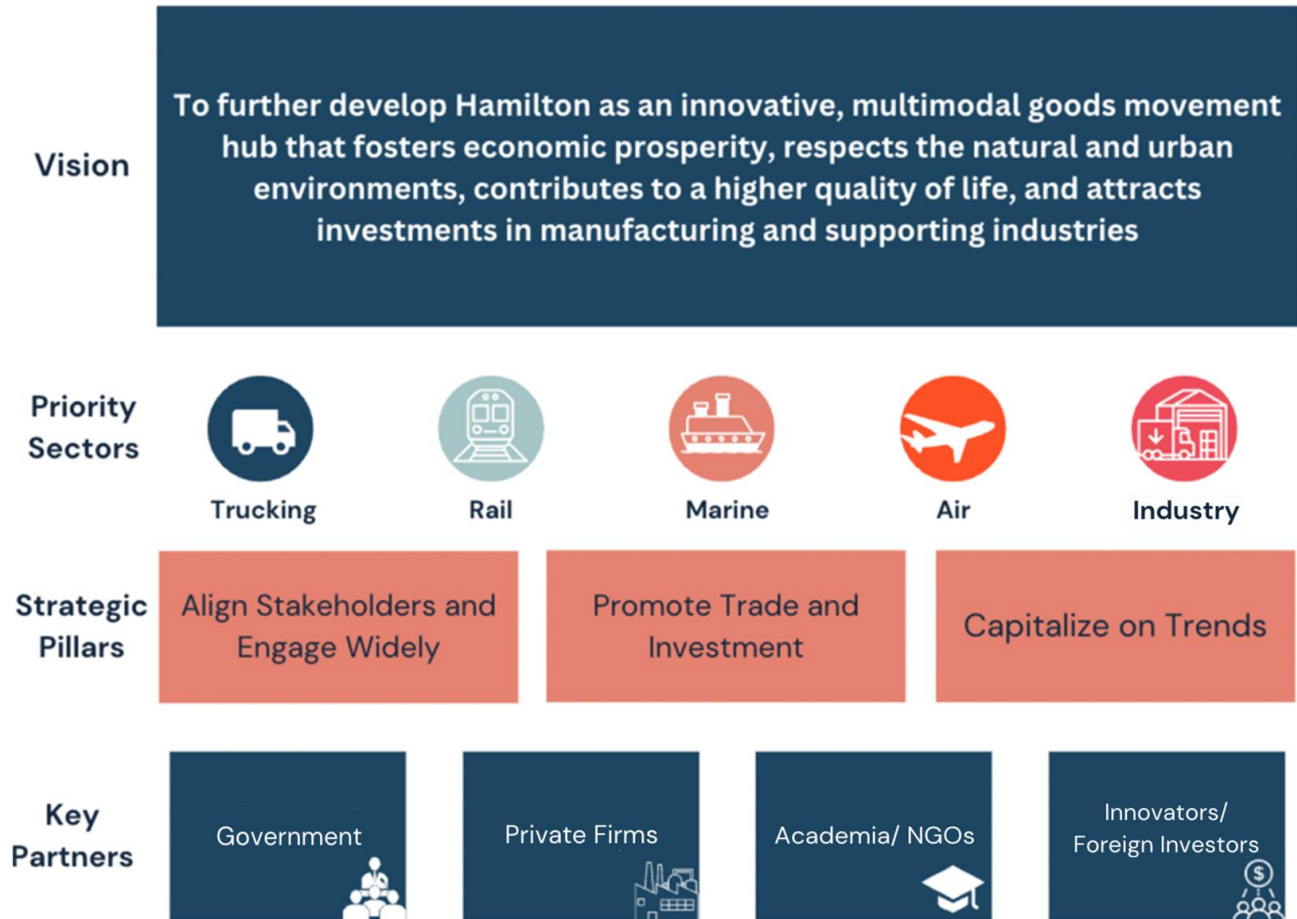 Vision
To further develop Hamilton as an innovative, multimodal goods movement
hub that fosters economic prosperity, respects the natural and urban
environments, contributes to a higher quality of life, and attracts
investments in manufacturing and supporting industries
Priority
Sectors
Trucking
Rail
Marine
Air
Industry
Strategic
Pillars
Align Stakeholders and
Engage Widely
Promote Trade and
Investment
Capitalize on Trends
Key
Partners
Government
Private Firms
Academia/ NGOs
Innovators/
Foreign Investors
$